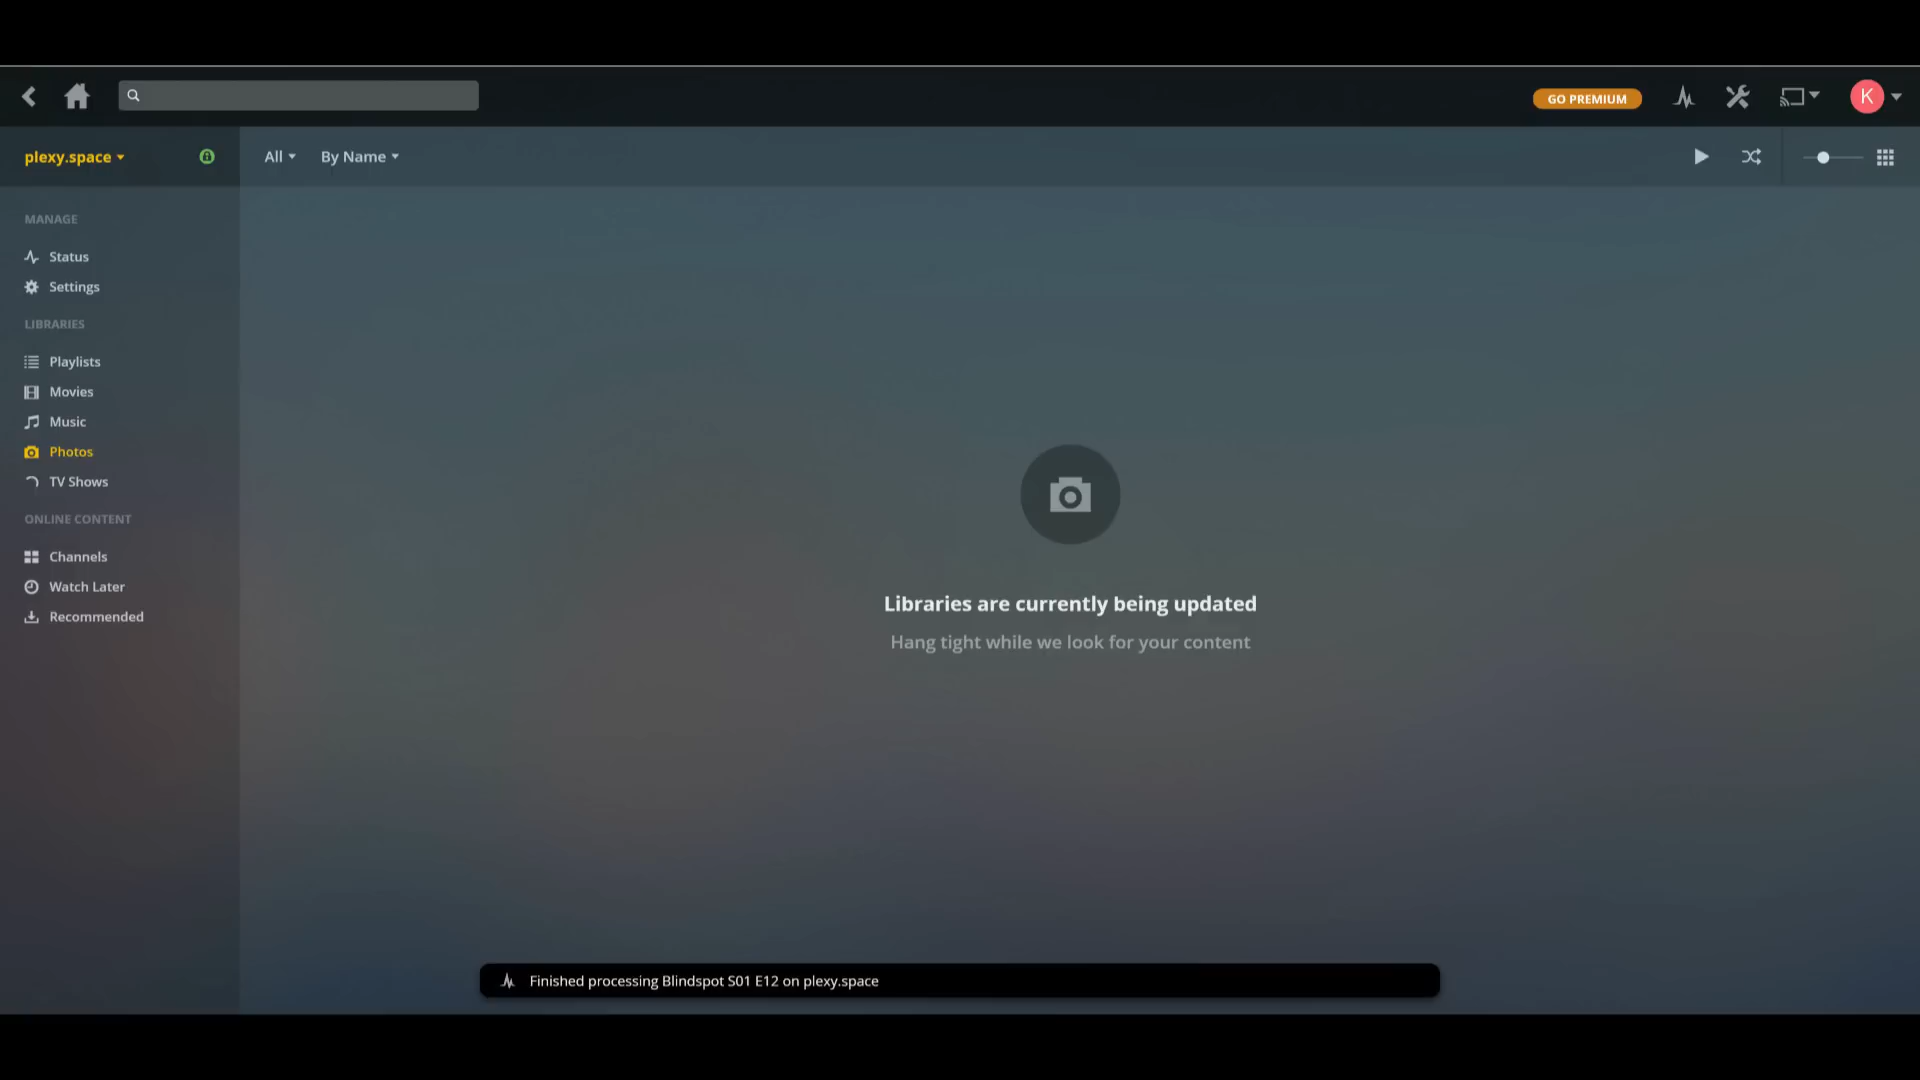 GO PREMIUM
K
plexy.space
All
By Name
MANAGE
Status
Settings
LIBRARIES
Playlists
Movies
Music
Photos
TV Shows
ONLINE CONTENT
Channels
Watch Later
Recommended
Libraries are currently being updated
Hang tight while we look for your content
Finished processing Blindspot S01 E12 on plexy.space